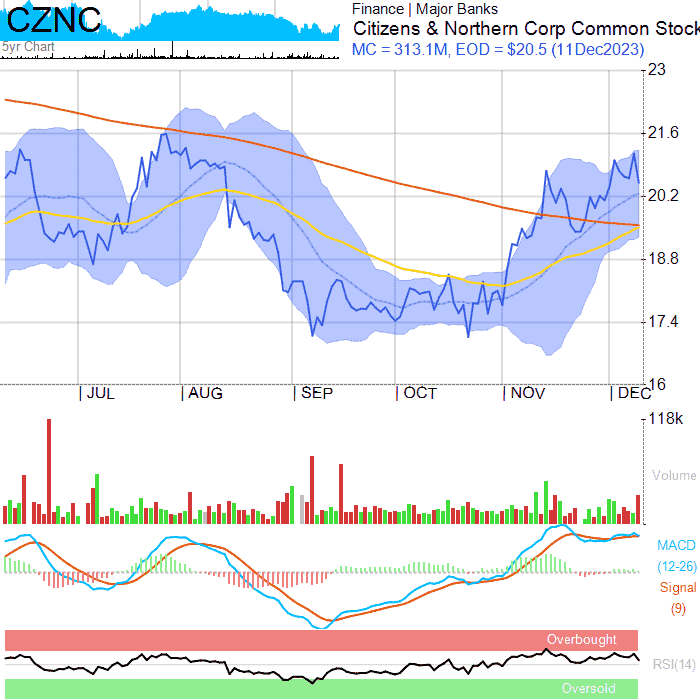 CZNC
5yr Chart
Finance | Major Banks
Citizens & Northern Corp Common Stock
MC = 313.1M, EOD = $20.5 (11Dec2023)
23
21.6
20.2
18.8
17.4
16
JUL
AUG
SEP
OCT
NOV
DEC
118k
Volume
MACD
(12-26)
Signal
(9)
Overbought
RSI(14)
Oversold